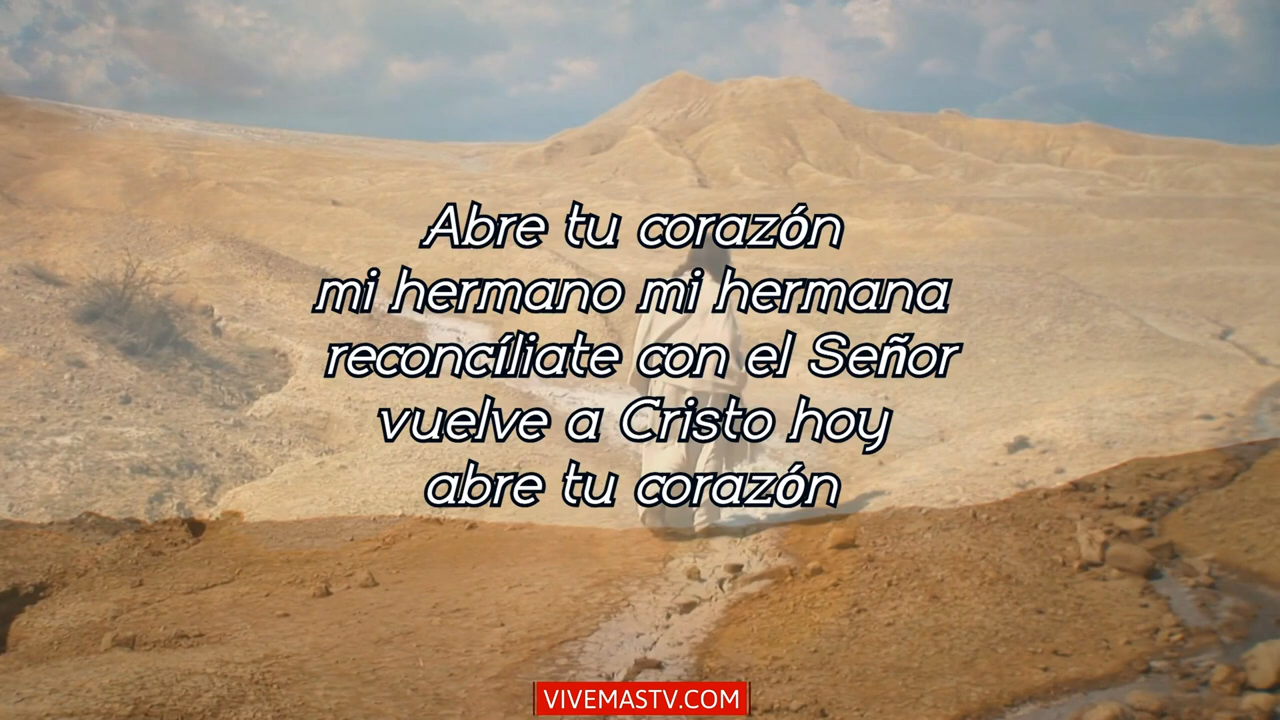 Abre tu corazón
mi hermano mi hermana
reconcíliate con el Señor
vuelve a Cristo hoy
abre tu corazón
VIVEMASTV.COM